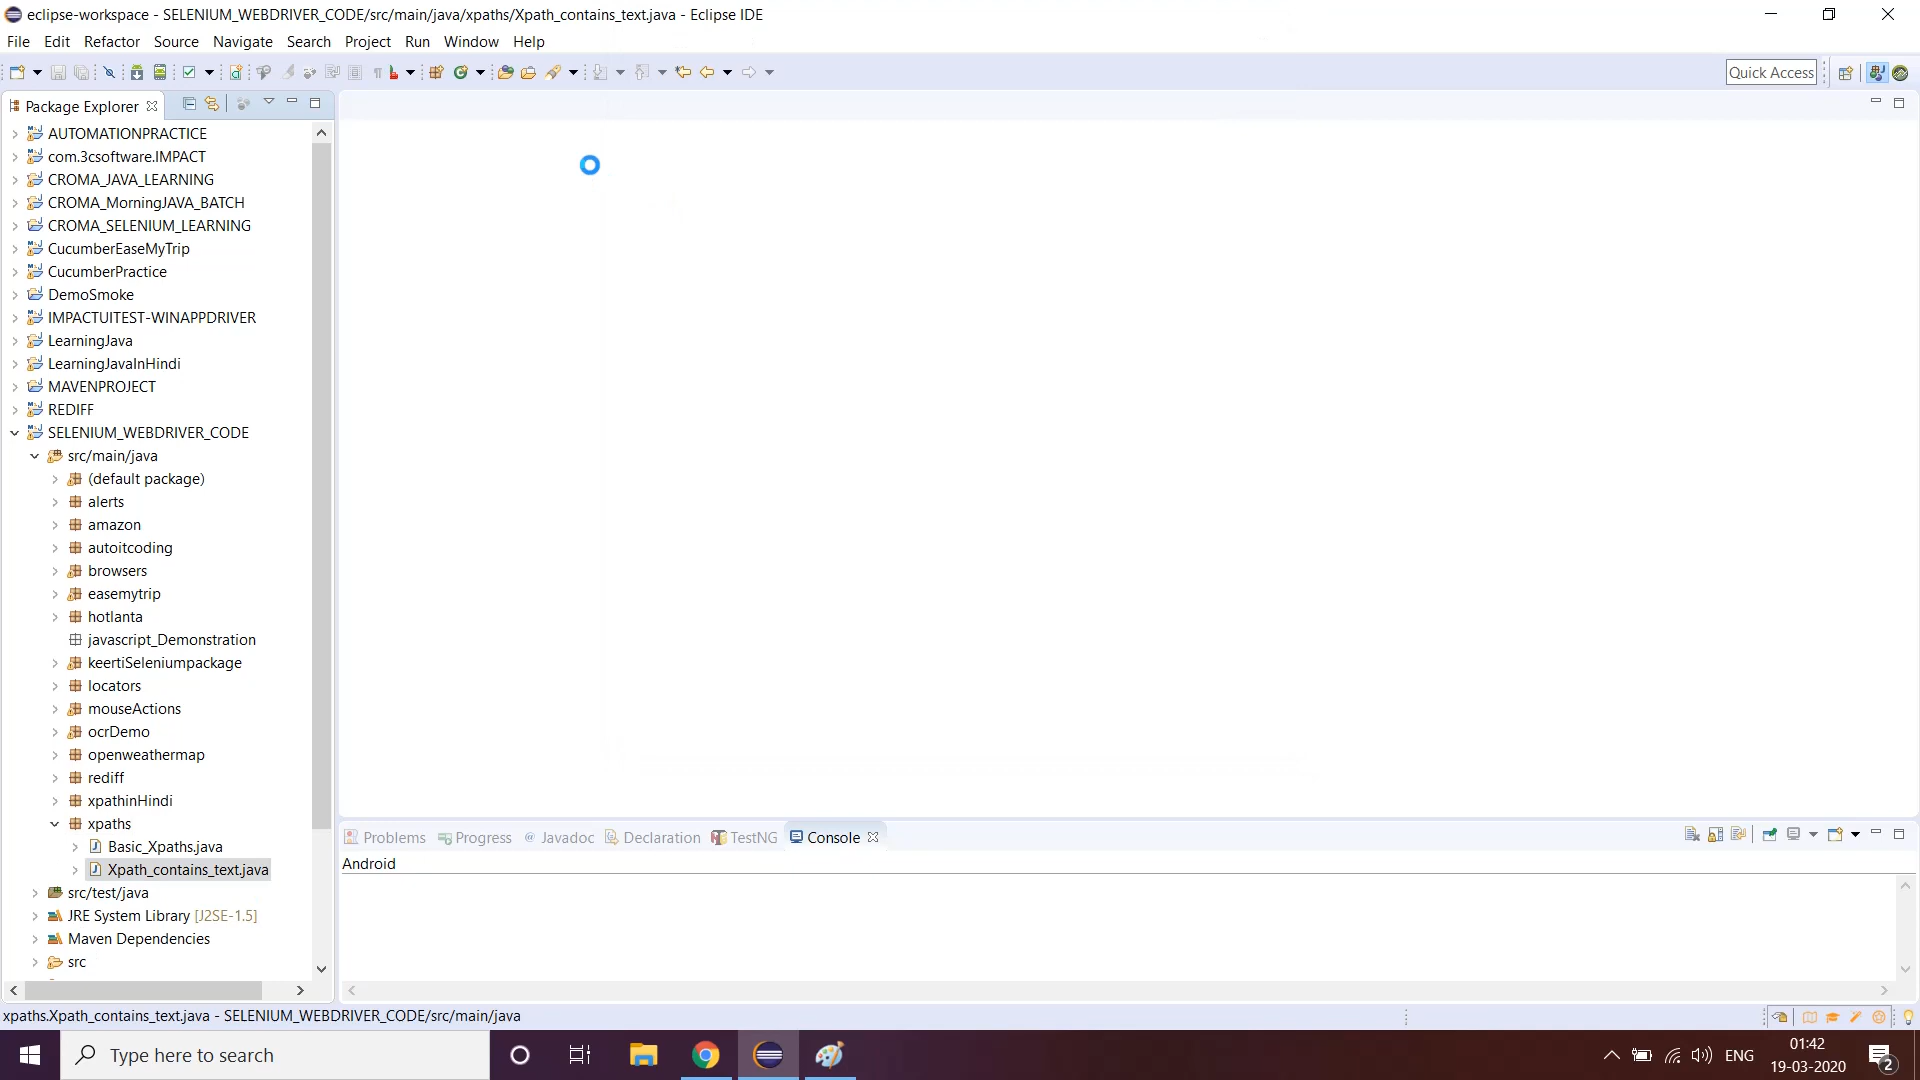 eclipse-workspace - SELENIUM_WEBDRIVER_CODE/src/main/java/xpaths/Xpath_contains_text.java - Eclipse IDE
File Edit Refactor Source Navigate Search Project Run Window Help
Quick Access
Package Explorer
AUTOMATIONPRACTICE
com.3csoftware.IMPACT
CROMA_JAVA_LEARNING
CROMA_MorningJAVA_BATCH
CROMA_SELENIUM_LEARNING
CucumberEaseMyTrip
CucumberPractice
DemoSmoke
IMPACTUITEST-WINAPPDRIVER
LearningJava
LearningJavaInHindi
MAVENPROJECT
REDIFF
SELENIUM_WEBDRIVER_CODE
src/main/java
(default package)
alerts
amazon
autoitcoding
browsers
easemytrip
hotlanta
javascript_Demonstration
keertiSeleniumpackage
locators
mouseActions
ocrDemo
openweathermap
rediff
xpathinHindi
xpaths
Basic_Xpaths.java
Xpath_contains_text.java
src/test/java
JRE System Library [J2SE-1.5]
Maven Dependencies
src
Problems Progress Javadoc Declaration TestNG Console
Android
xpaths.Xpath_contains_text.java - SELENIUM_WEBDRIVER_CODE/src/main/java
Type here to search
ENG
01:42
19-03-2020
2